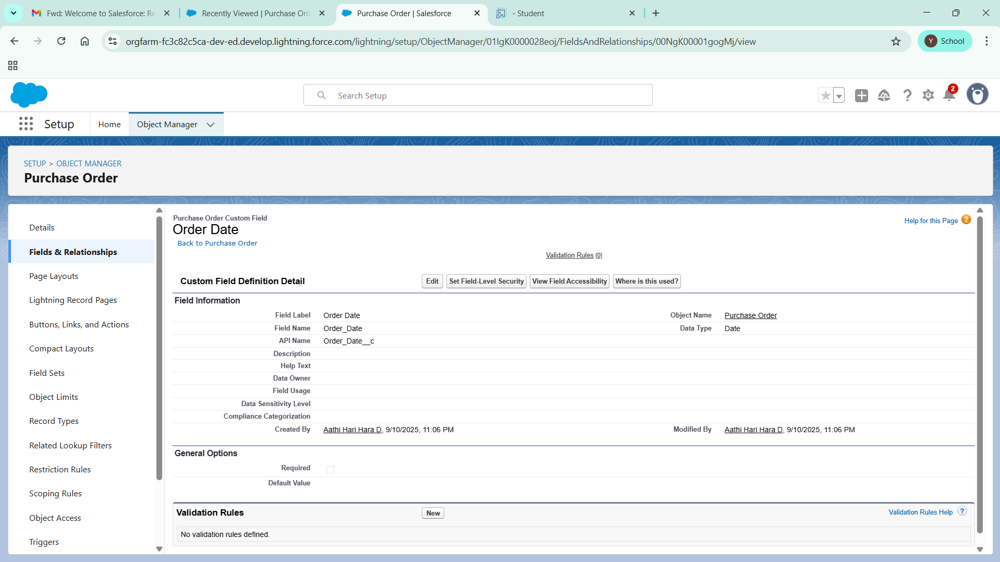 Fwd: Welcome to Salesforce: Re
Recently Viewed | Purchase Ord
Purchase Order | Salesforce
- Student
orgfarm-fc3c82c5ca-dev-ed.develop.lightning.force.com/lightning/setup/ObjectManager/01IgK0000028eoj/FieldsAndRelationships/00NgK00001gogMj/view
Y School
Search Setup
2
Setup
Home
Object Manager
SETUP > OBJECT MANAGER
Purchase Order
Details
Fields & Relationships
Page Layouts
Lightning Record Pages
Buttons, Links, and Actions
Compact Layouts
Field Sets
Object Limits
Record Types
Related Lookup Filters
Restriction Rules
Scoping Rules
Object Access
Triggers
Purchase Order Custom Field
Order Date
Back to Purchase Order
Help for this Page ?
Validation Rules [0]
Custom Field Definition Detail
Edit
Set Field-Level Security
View Field Accessibility
Where is this used?
Field Information
Field Label Order Date Object Name Purchase Order
Field Name Order_Date Data Type Date
API Name Order_Date__c
Description
Help Text
Data Owner
Field Usage
Data Sensitivity Level
Compliance Categorization
Created By Aathi Hari Hara D, 9/10/2025, 11:06 PM Modified By Aathi Hari Hara D, 9/10/2025, 11:06 PM
General Options
Required
Default Value
Validation Rules
New
Validation Rules Help ?
No validation rules defined.